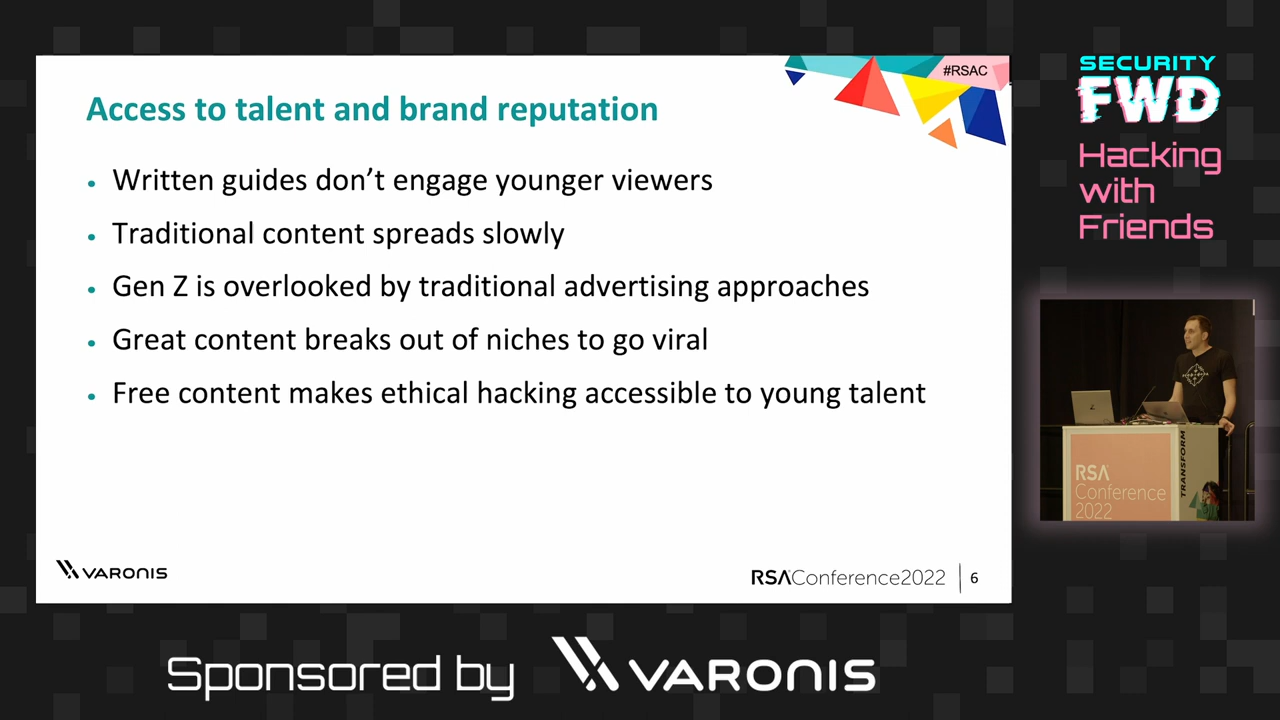 #RSAC
Access to talent and brand reputation
• Written guides don’t engage younger viewers
• Traditional content spreads slowly
• Gen Z is overlooked by traditional advertising approaches
• Great content breaks out of niches to go viral
• Free content makes ethical hacking accessible to young talent
VARONIS
RSAConference2022 | 6
SECURITY
FWD
Hacking
with
Friends
RSA
Conference
2022
TRANSFORM
Sponsored by VARONIS